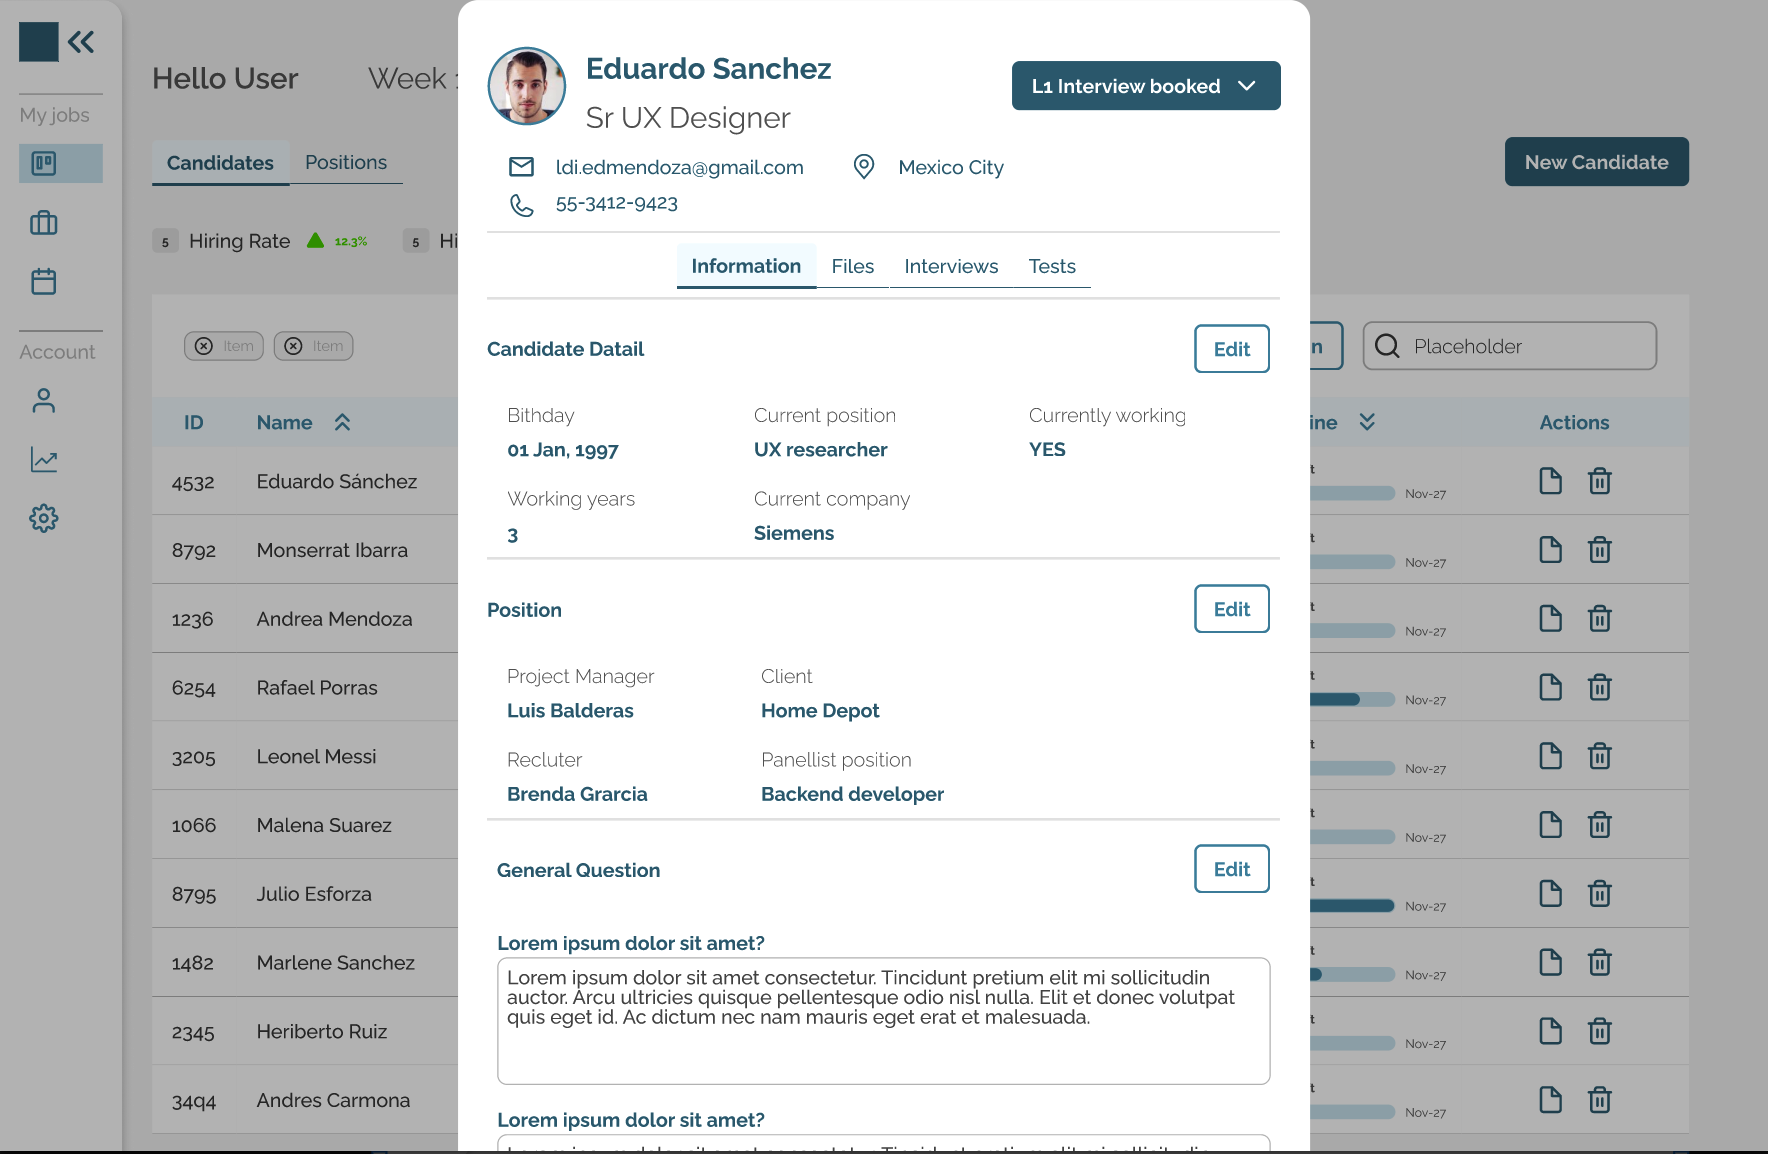 My jobs
Account
Hello User
Week
Candidates
Positions
5
Hiring Rate
12.3%
5
Hi
New Candidate
Item
Item
Placeholder
ID
Name
Actions
4532
Eduardo Sánchez
Nov-27
8792
Monserrat Ibarra
Nov-27
1236
Andrea Mendoza
Nov-27
6254
Rafael Porras
Nov-27
3205
Leonel Messi
Nov-27
1066
Malena Suarez
Nov-27
8795
Julio Esforza
Nov-27
1482
Marlene Sanchez
Nov-27
2345
Heriberto Ruiz
Nov-27
34q4
Andres Carmona
Nov-27
Eduardo Sanchez
Sr UX Designer
L1 Interview booked
ldi.edmendoza@gmail.com
Mexico City
55-3412-9423
Information
Files
Interviews
Tests
Candidate Datail
Edit
Bithday
01 Jan, 1997
Current position
UX researcher
Currently working
YES
Working years
3
Current company
Siemens
Position
Edit
Project Manager
Luis Balderas
Client
Home Depot
Recluter
Brenda Grarcia
Panellist position
Backend developer
General Question
Edit
Lorem ipsum dolor sit amet?
Lorem ipsum dolor sit amet consectetur. Tincidunt pretium elit mi sollicitudin
auctor. Arcu ultricies quisque pellentesque odio nisl nulla. Elit et donec volutpat
quis eget id. Ac dictum nec nam mauris eget erat et malesuada.
Lorem ipsum dolor sit amet?